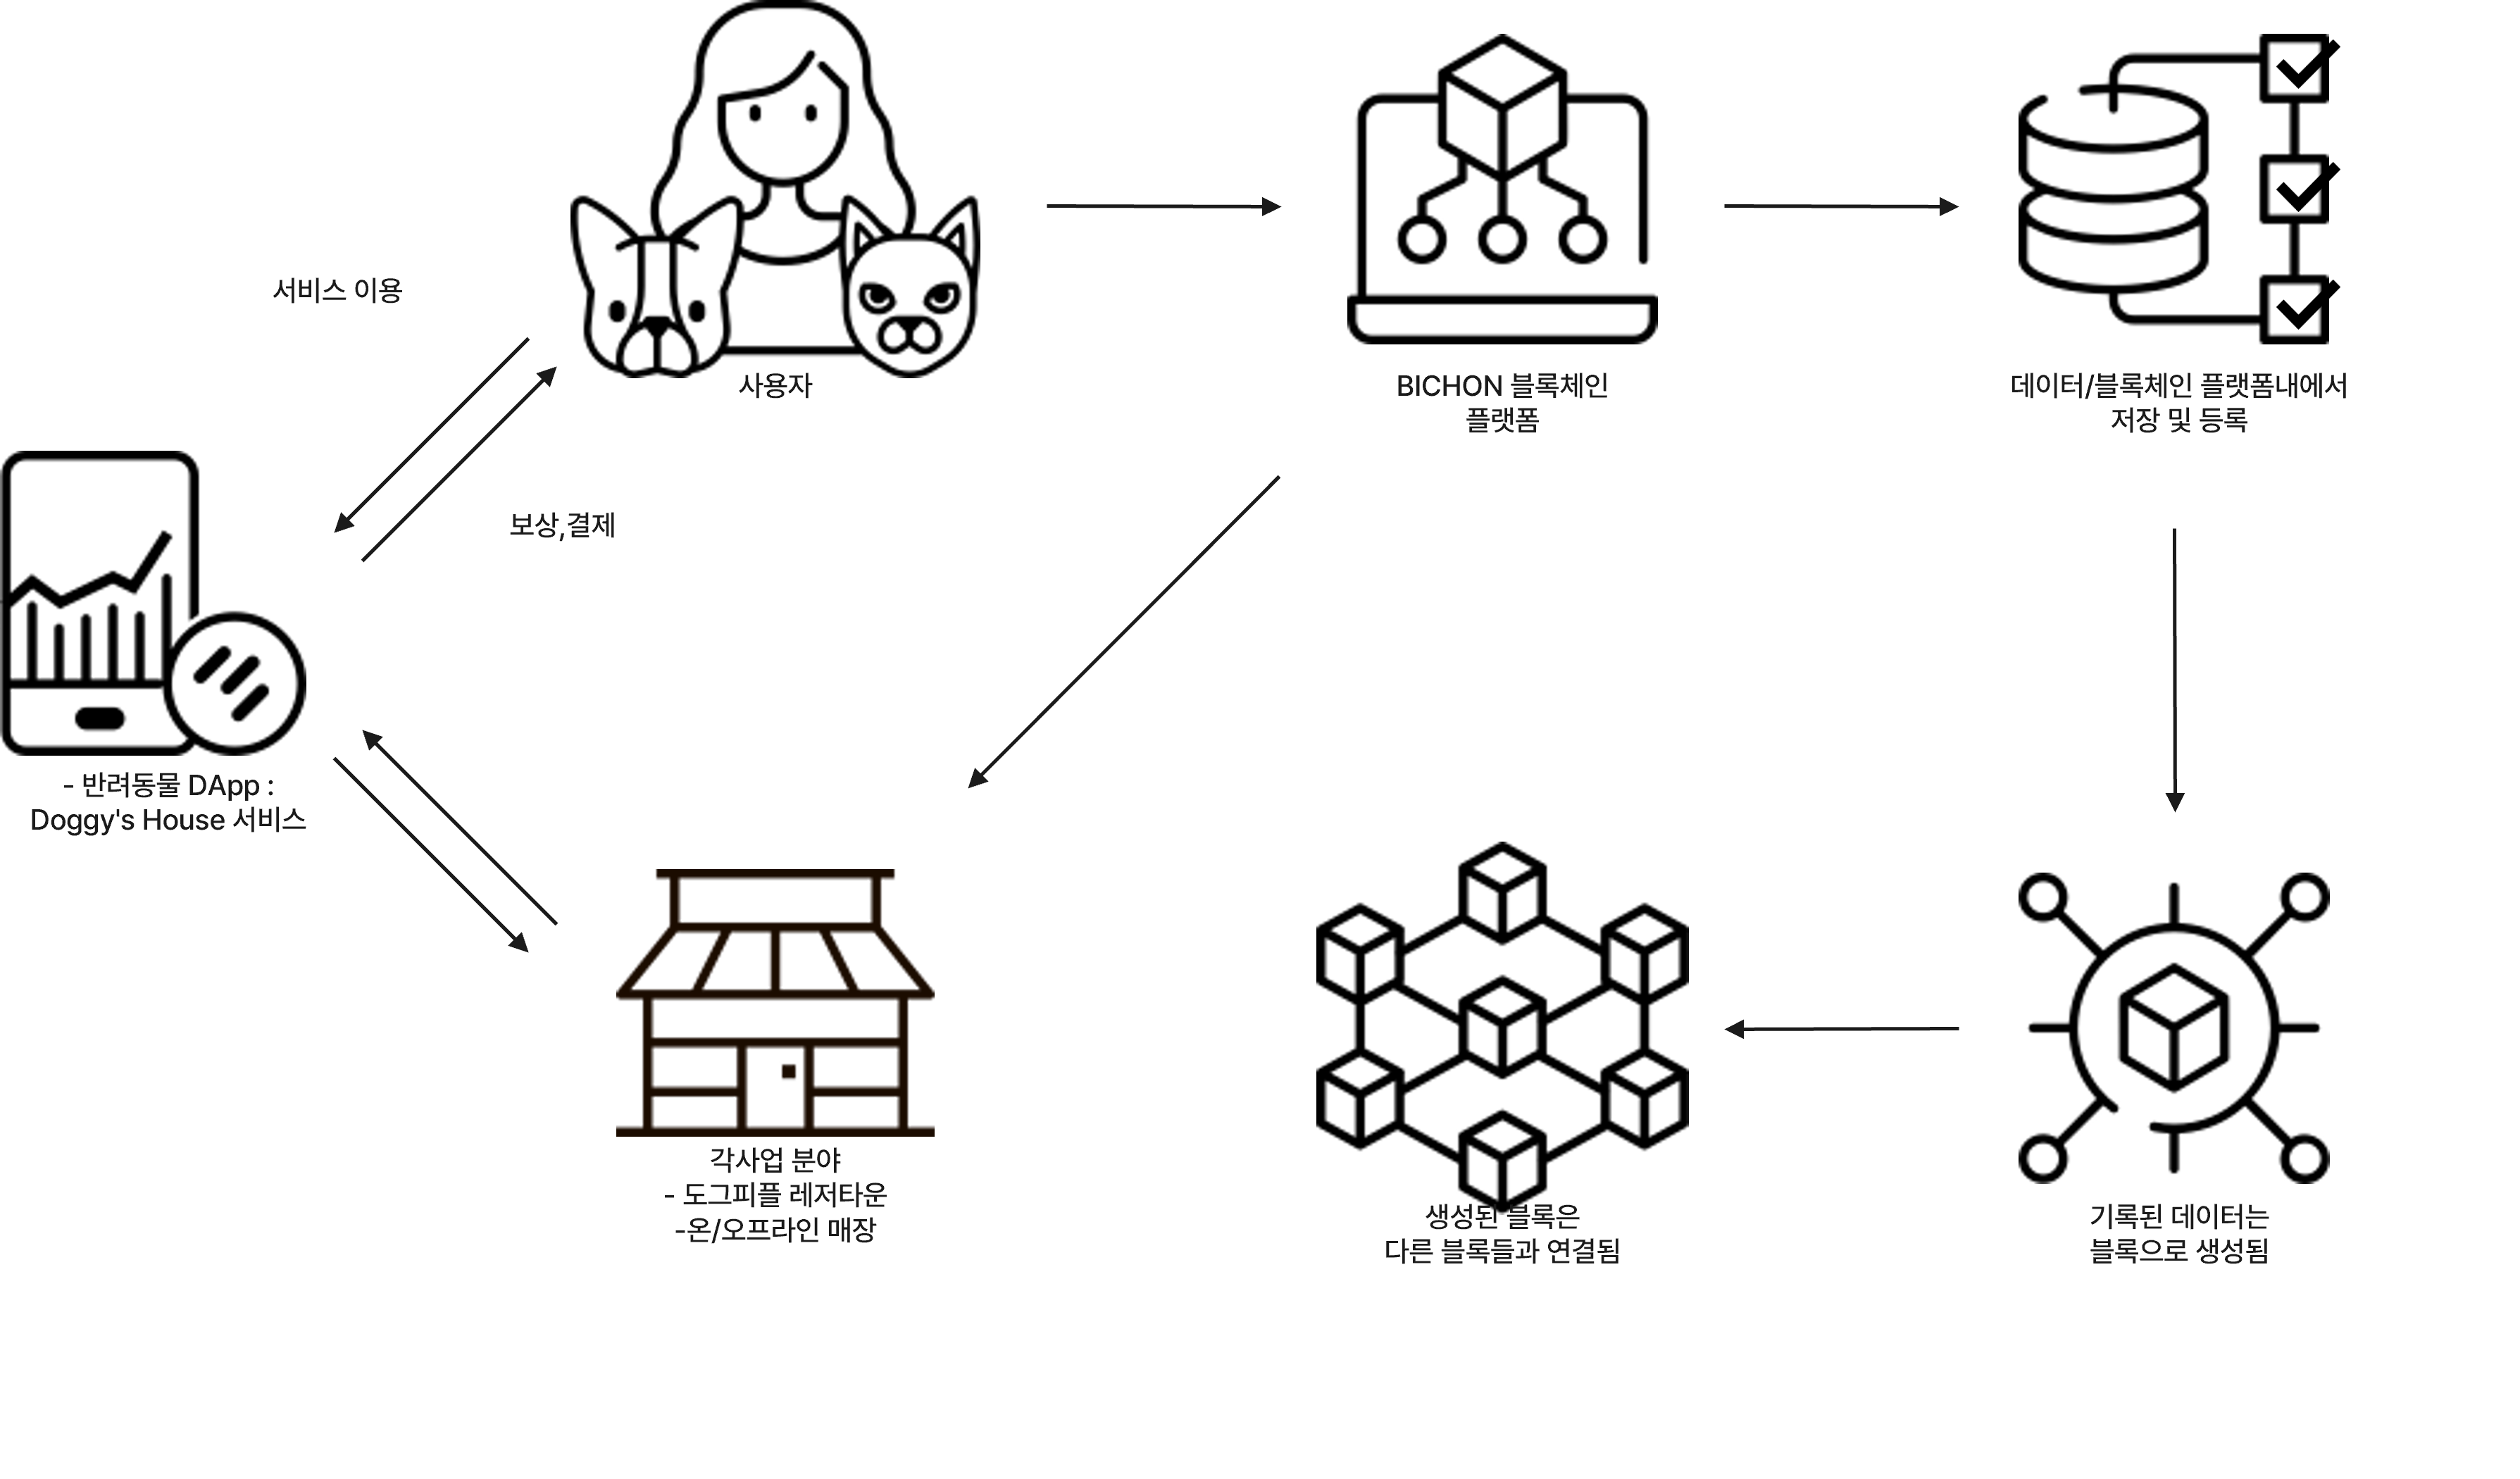 서비스 이용
사용자
BICHON 블록체인
플랫폼
데이터/블록체인 플랫폼내에서
저장 및 등록
보상,결제
- 반려동물 DApp :
Doggy's House 서비스
각사업 분야
- 도그피플 레저타운
-온/오프라인 매장
생성된 블록은
다른 블록들과 연결됨
기록된 데이터는
블록으로 생성됨